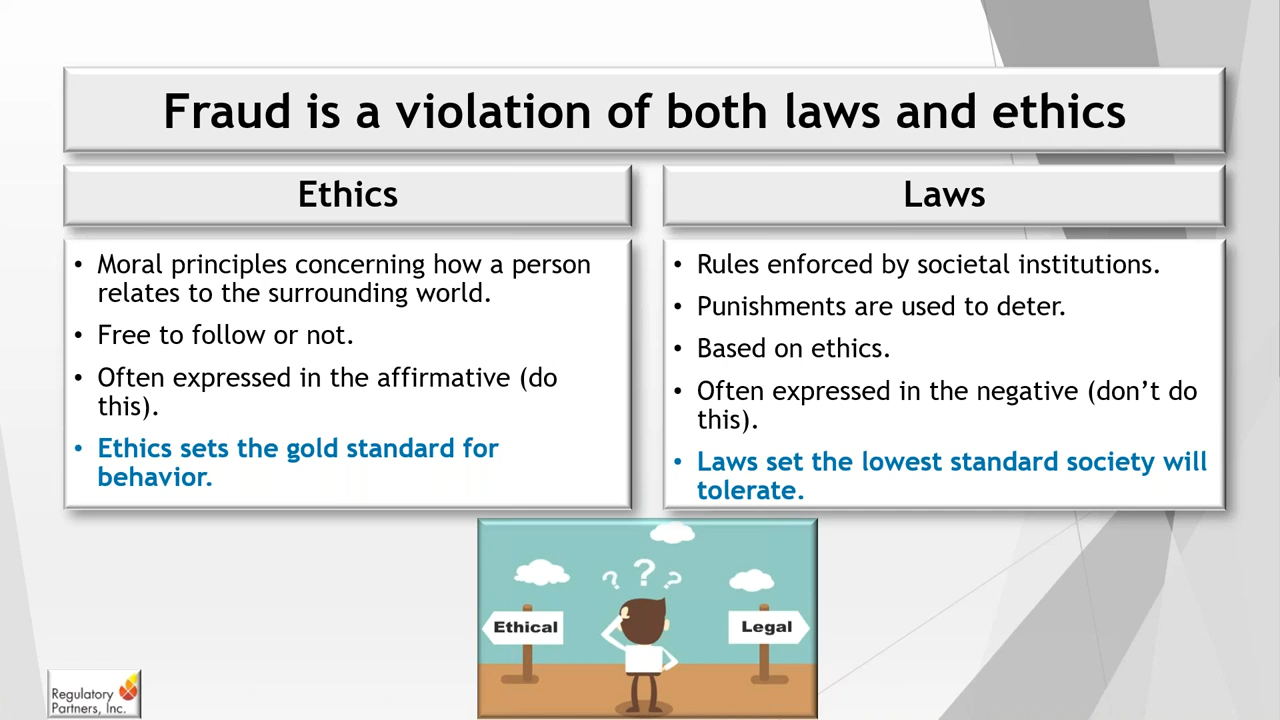 Fraud is a violation of both laws and ethics
Ethics
• Moral principles concerning how a person
relates to the surrounding world.
• Free to follow or not.
• Often expressed in the affirmative (do
this).
• Ethics sets the gold standard for
behavior.
Laws
• Rules enforced by societal institutions.
• Punishments are used to deter.
• Based on ethics.
• Often expressed in the negative (don’t do
this).
• Laws set the lowest standard society will
tolerate.
? ? ?
Ethical
Legal
Regulatory
Partners, Inc.